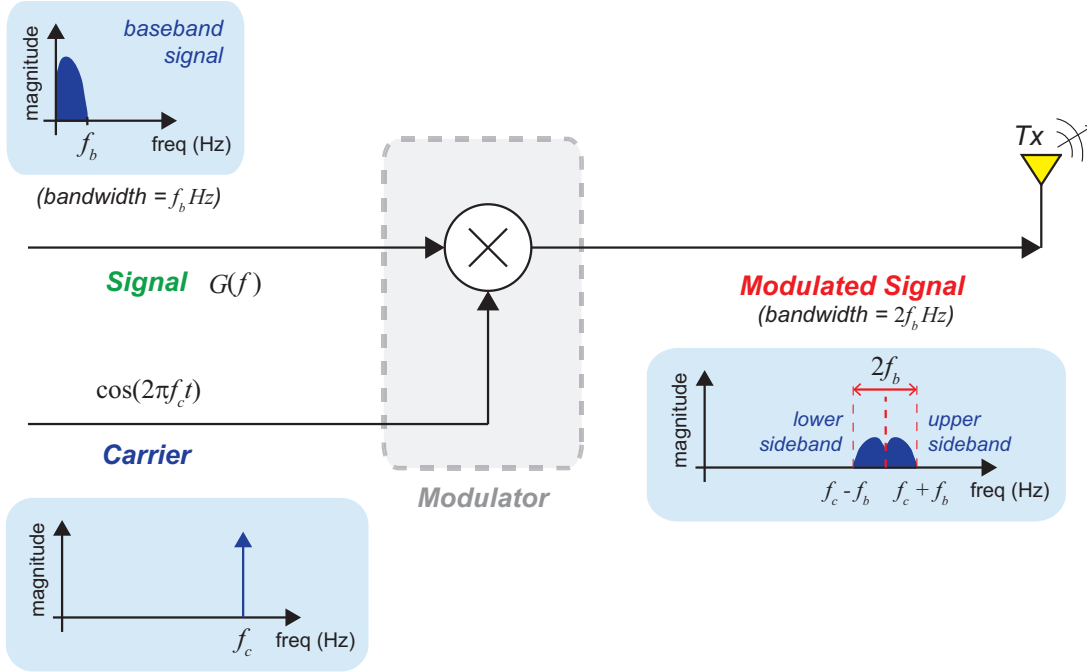 magnitude
baseband
signal
f_b
freq (Hz)
(bandwidth = f_b Hz)
Signal G(f)
cos(2πf_c t)
Carrier
Modulator
magnitude
f_c
freq (Hz)
Tx
Modulated Signal
(bandwidth = 2f_b Hz)
magnitude
2f_b
lower
sideband
upper
sideband
f_c - f_b
f_c + f_b
freq (Hz)